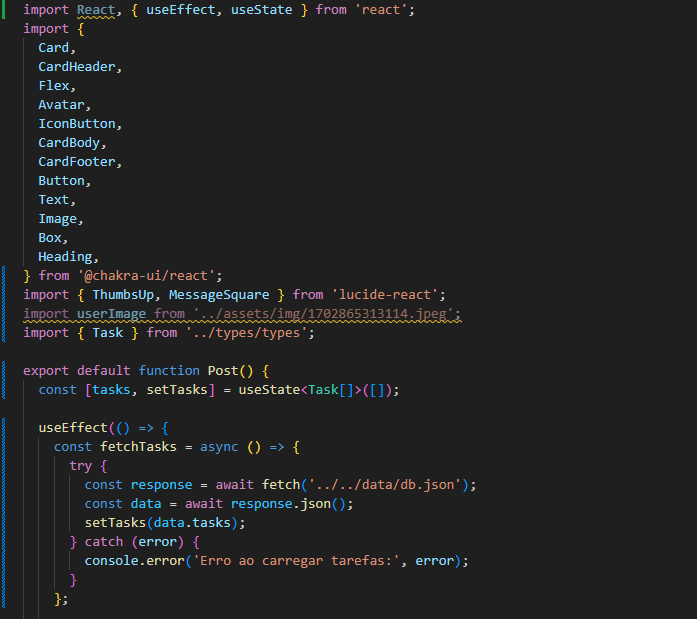 import React, { useEffect, useState } from 'react';
import {
  Card,
  CardHeader,
  Flex,
  Avatar,
  IconButton,
  CardBody,
  CardFooter,
  Button,
  Text,
  Image,
  Box,
  Heading,
} from '@chakra-ui/react';
import { ThumbsUp, MessageSquare } from 'lucide-react';
import userImage from '../assets/img/1702865313114.jpeg';
import { Task } from '../types/types';

export default function Post() {
  const [tasks, setTasks] = useState<Task[]>([]);

  useEffect(() => {
    const fetchTasks = async () => {
      try {
        const response = await fetch('../../data/db.json');
        const data = await response.json();
        setTasks(data.tasks);
      } catch (error) {
        console.error('Erro ao carregar tarefas:', error);
      }
    };